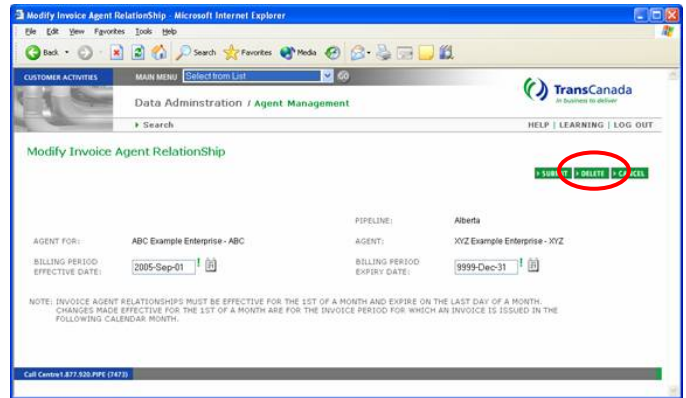 Modify Invoice Agent RelationShip - Microsoft Internet Explorer
File Edit View Favorites Tools Help
Back Search Favorites Media
CUSTOMER ACTIVITIES MAIN MENU Select from List GO
TransCanada
In business to deliver
Data Adminstration / Agent Management
Search HELP | LEARNING | LOG OUT
Modify Invoice Agent RelationShip
SUBMIT DELETE CANCEL
PIPELINE: Alberta
AGENT FOR: ABC Example Enterprise - ABC AGENT: XYZ Example Enterprise - XYZ
BILLING PERIOD EFFECTIVE DATE: 2005-Sep-01 ! BILLING PERIOD EXPIRY DATE: 9999-Dec-31 !
NOTE: INVOICE AGENT RELATIONSHIPS MUST BE EFFECTIVE FOR THE 1ST OF A MONTH AND EXPIRE ON THE LAST DAY OF A MONTH.
CHANGES MADE EFFECTIVE FOR THE 1ST OF A MONTH ARE FOR THE INVOICE PERIOD FOR WHICH AN INVOICE IS ISSUED IN THE
FOLLOWING CALENDAR MONTH.
Call Centre 1.877.920.PIPE (7473)